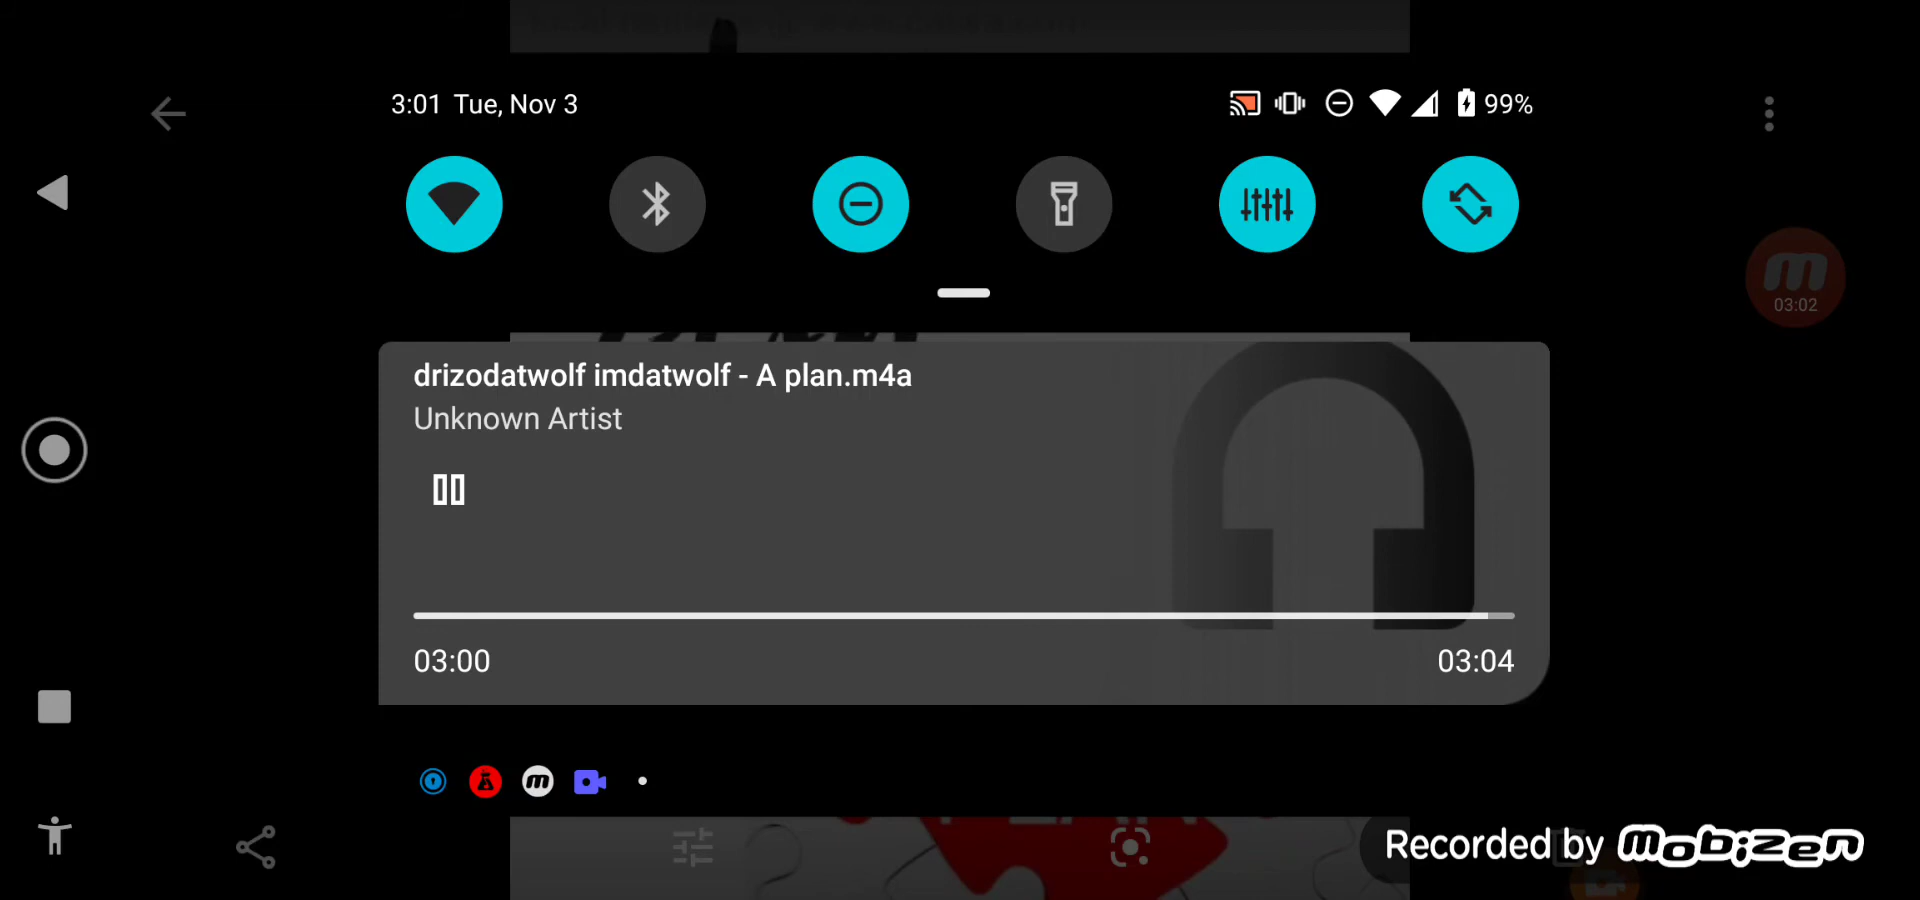 3:01 Tue, Nov 3
99%
m
03:02
drizodatwolf imdatwolf - A plan.m4a
Unknown Artist
03:00
03:04
m
Recorded by mobizen